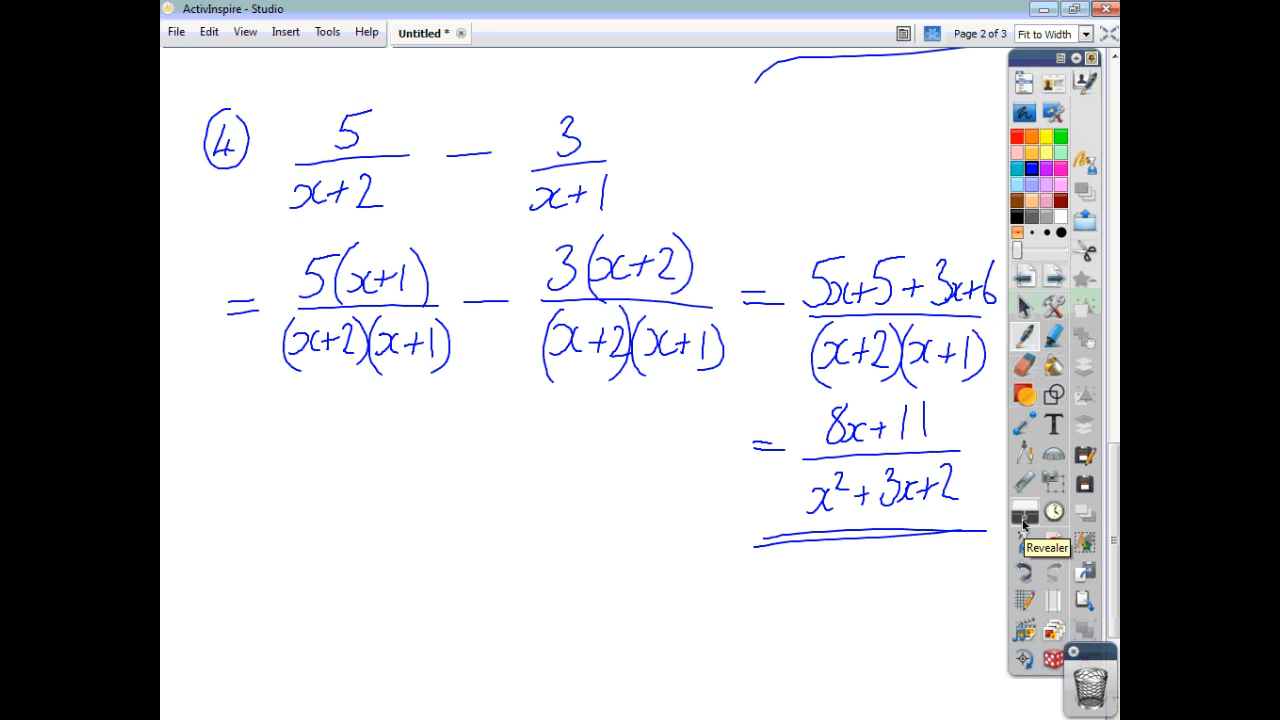 ActivInspire - Studio
File Edit View Insert Tools Help Untitled * Page 2 of 3 Fit to Width
④ 5/(x+2) − 3/(x+1)
= 5(x+1)/(x+2)(x+1) − 3(x+2)/(x+2)(x+1) = 5x+5+3x+6/(x+2)(x+1)
= 8x+11/x²+3x+2
Revealer